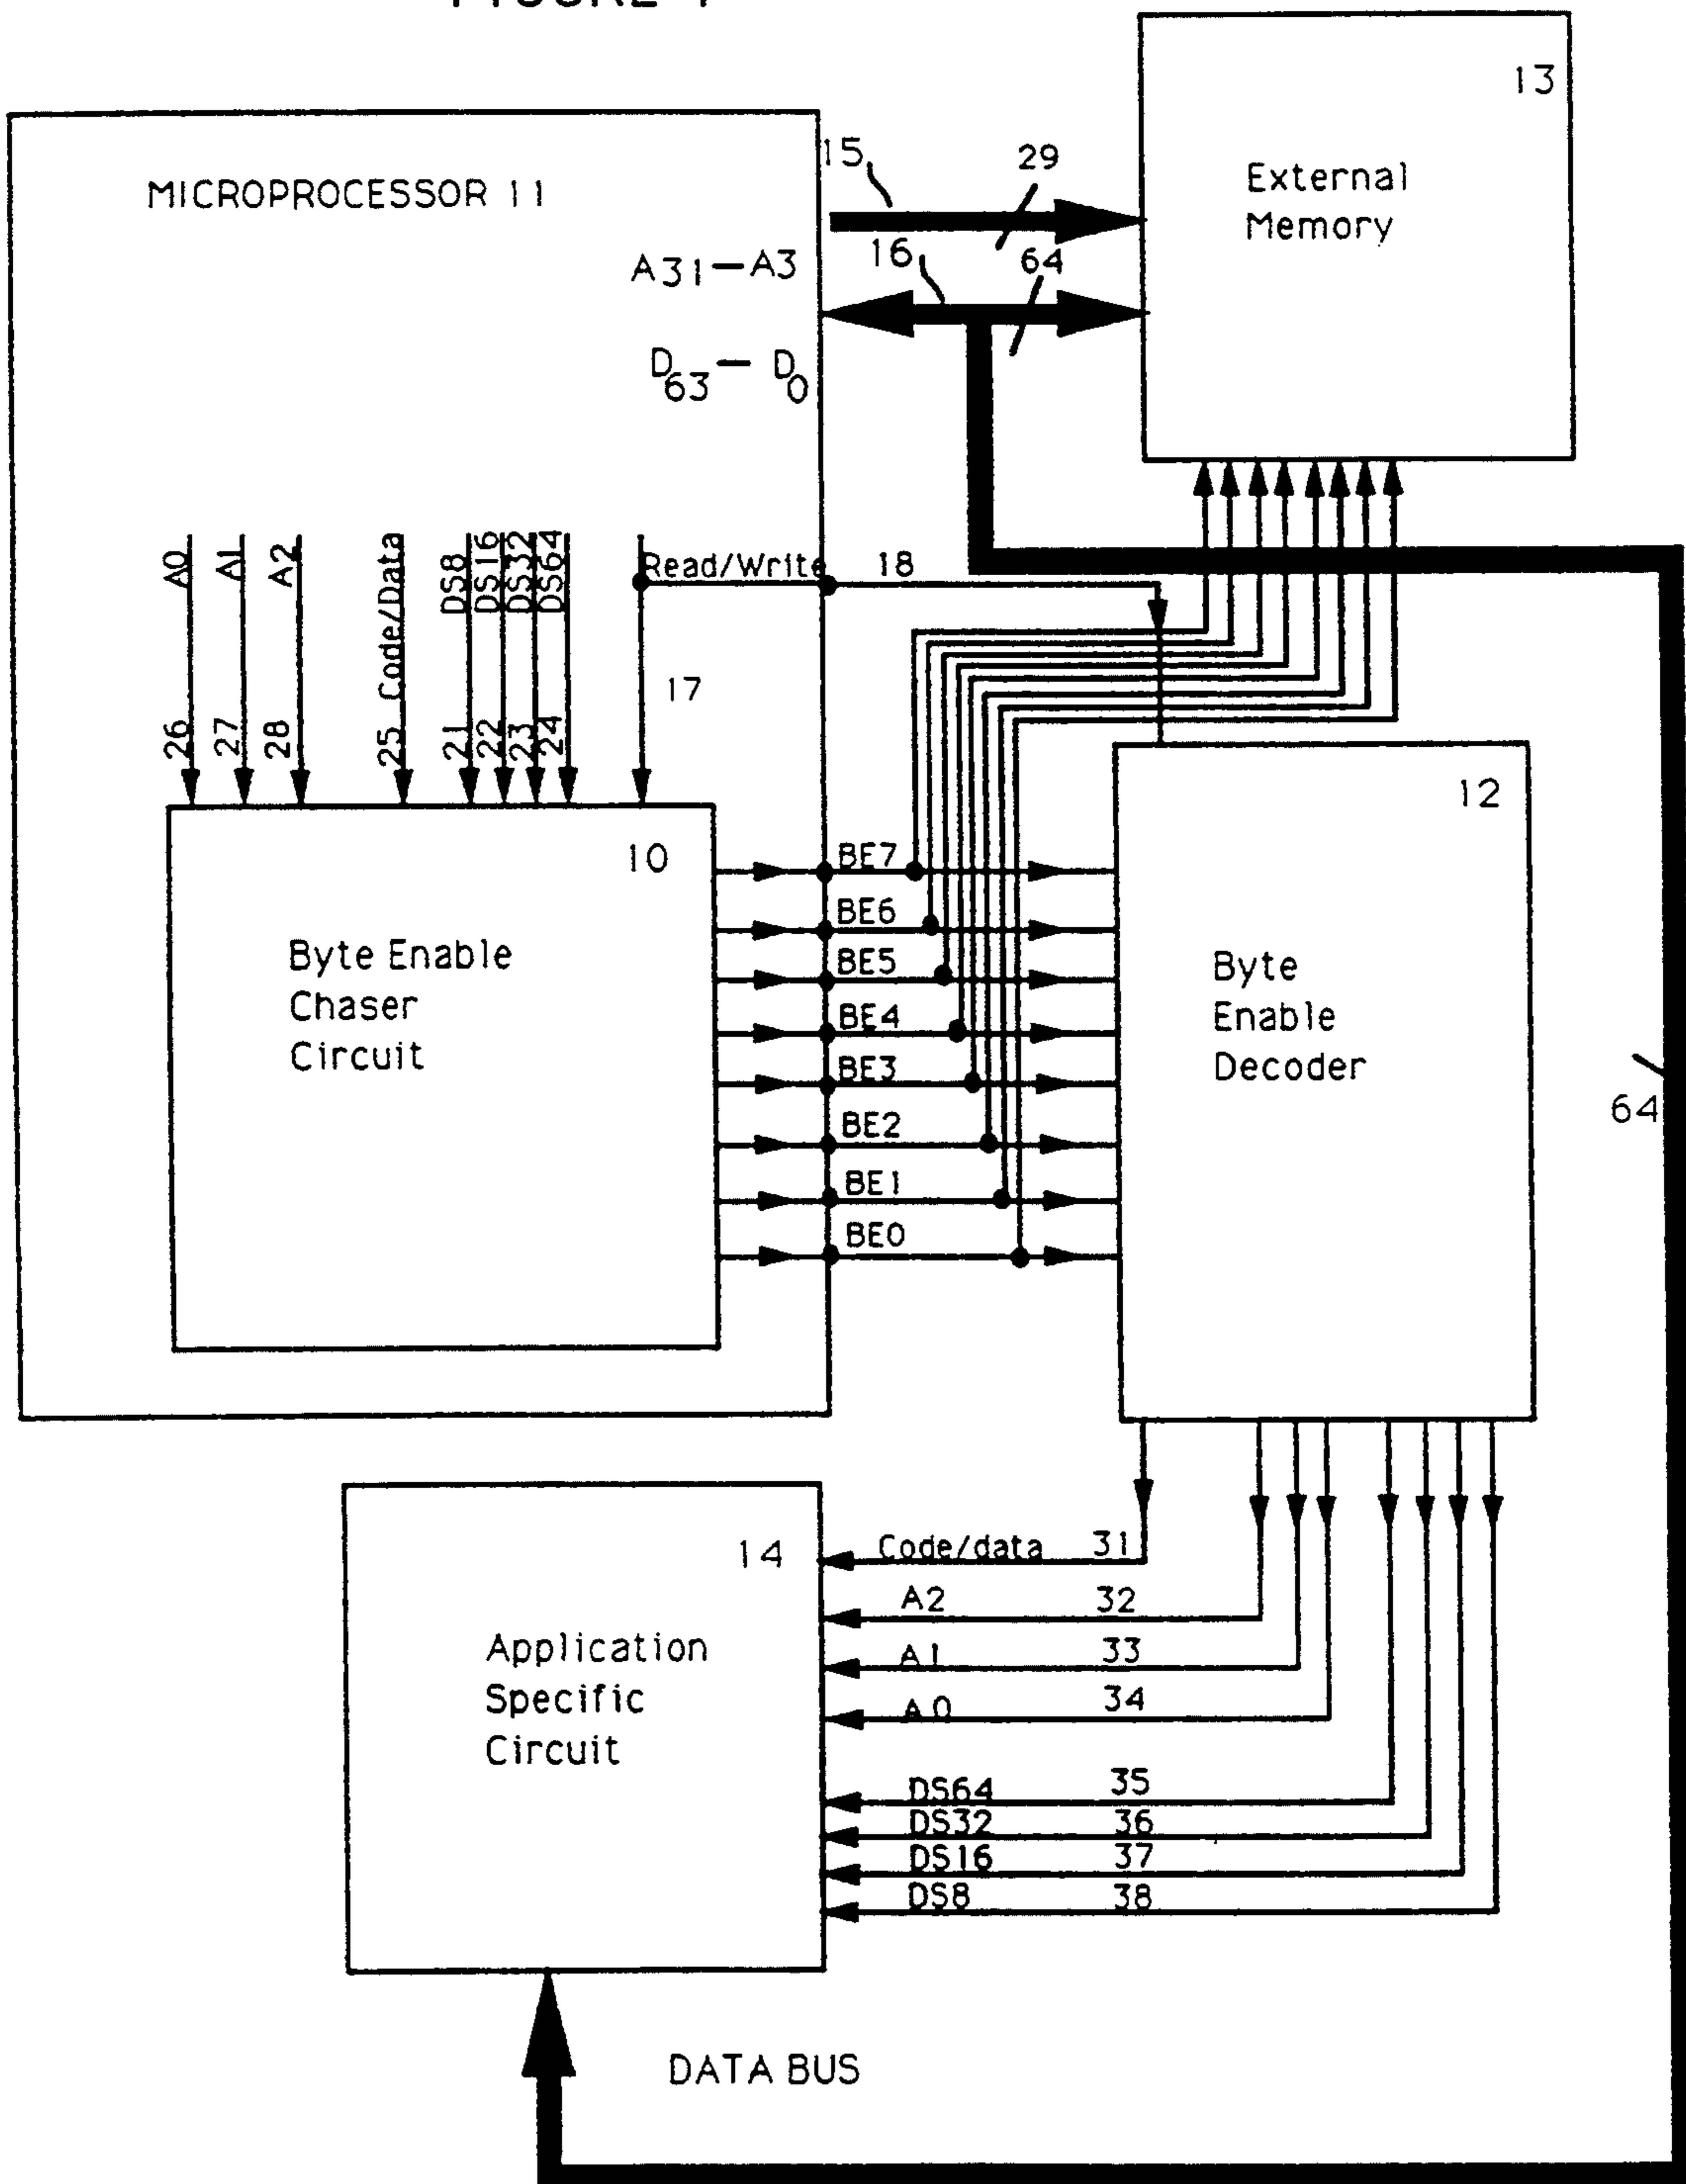 13
MICROPROCESSOR 11
15
29
External
Memory
A31-A3
16
64
D63 - D0
A0
A1
A2
Code/Data
DS8
DS16
DS32
DS64
Read/Write
18
17
26
27
28
25
21
22
23
24
12
10
BE7
BE6
BE5
BE4
BE3
BE2
BE1
BE0
Byte Enable
Chaser
Circuit
Byte
Enable
Decoder
64
14
Code/data 31
A2 32
A1 33
A0 34
Application
Specific
Circuit
DS64 35
DS32 36
DS16 37
DS8 38
DATA BUS